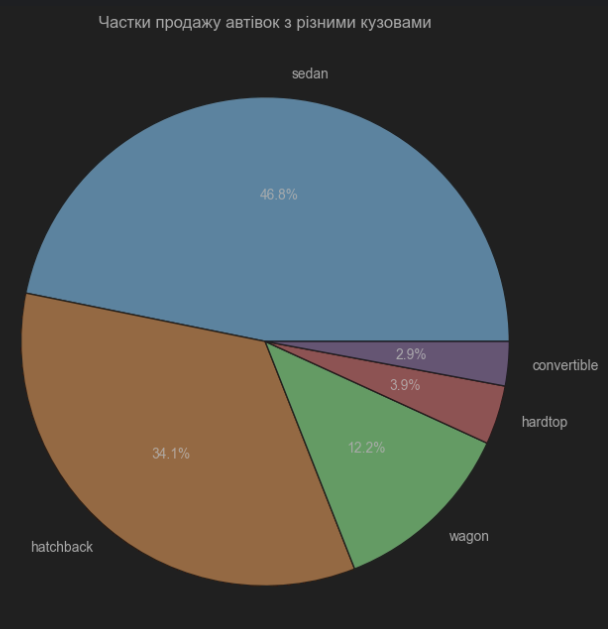 Частки продажу автівок з різними кузовами
sedan
46.8%
2.9%
convertible
3.9%
hardtop
12.2%
34.1%
wagon
hatchback